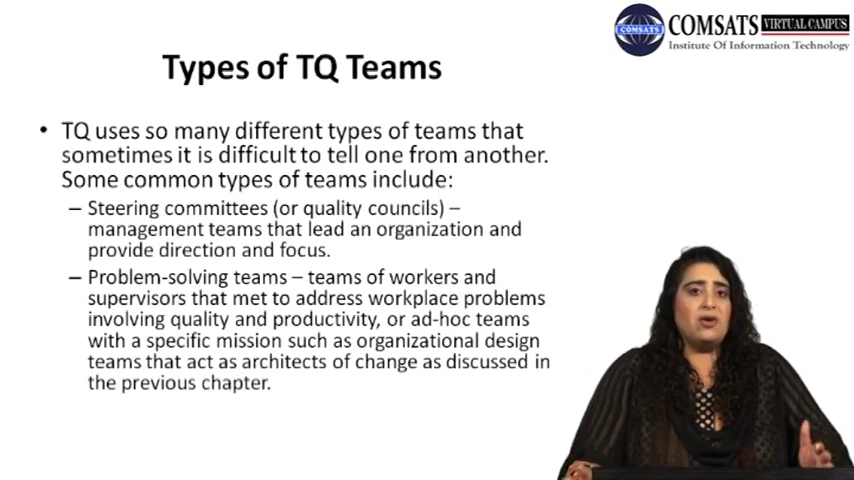 COMSATS VIRTUAL CAMPUS
COMSATS
Institute Of Information Technology
Types of TQ Teams
• TQ uses so many different types of teams that
sometimes it is difficult to tell one from another.
Some common types of teams include:
– Steering committees (or quality councils) –
management teams that lead an organization and
provide direction and focus.
– Problem-solving teams – teams of workers and
supervisors that met to address workplace problems
involving quality and productivity, or ad-hoc teams
with a specific mission such as organizational design
teams that act as architects of change as discussed in
the previous chapter.